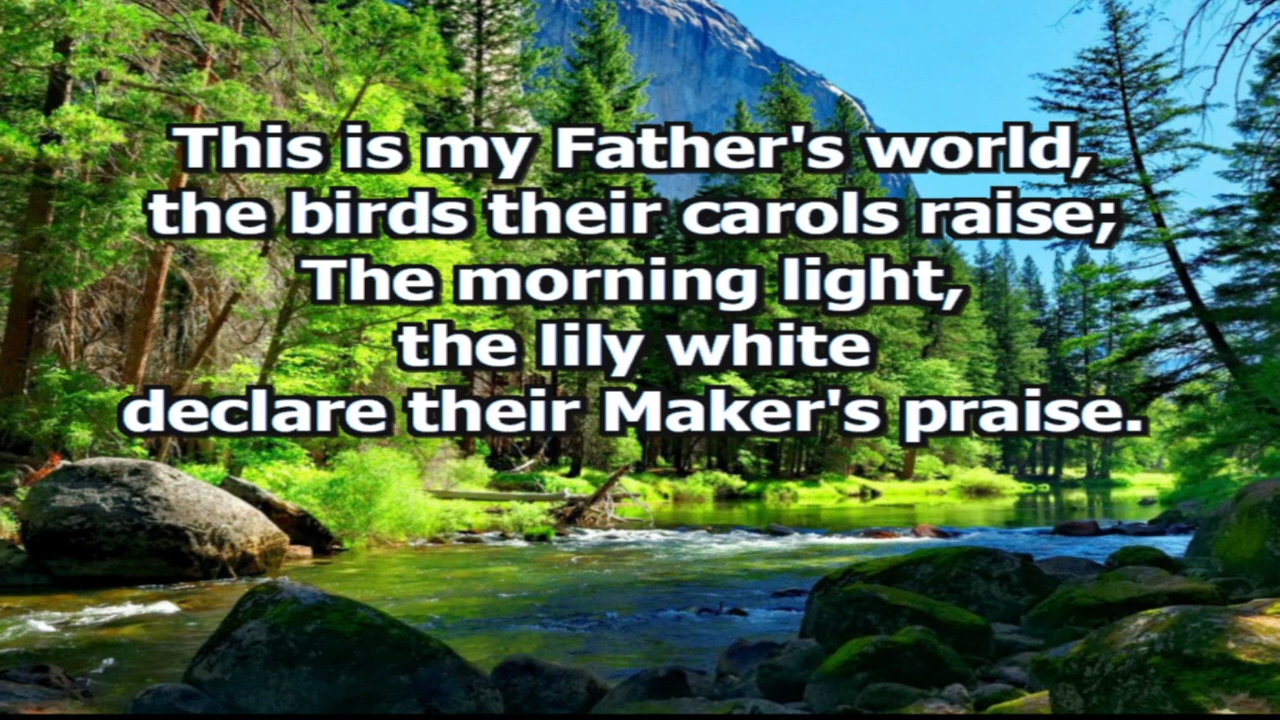 This is my Father's world,
the birds their carols raise;
The morning light,
the lily white
declare their Maker's praise.